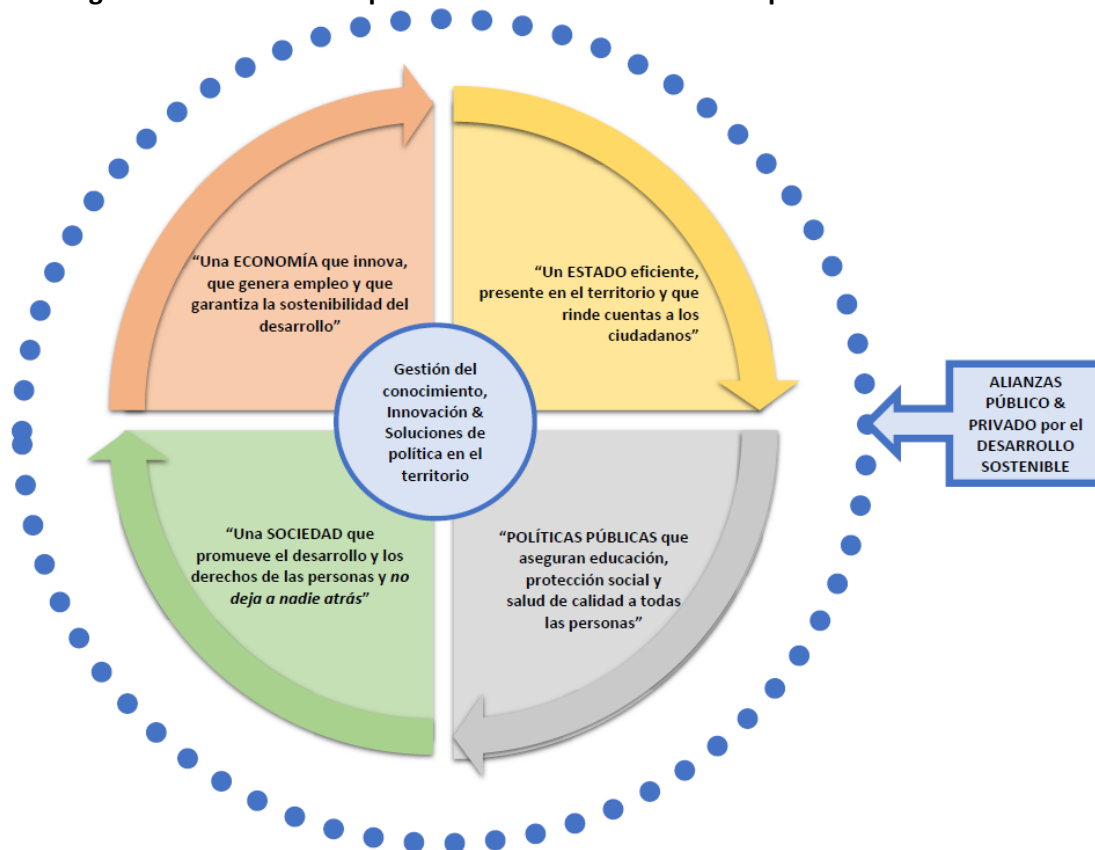 “Una ECONOMÍA que innova,
que genera empleo y que
garantiza la sostenibilidad del
desarrollo”
“Un ESTADO eficiente,
presente en el territorio y que
rinde cuentas a los
ciudadanos”
Gestión del
conocimiento,
Innovación &
Soluciones de
política en el
territorio
ALIANZAS
PÚBLICO &
PRIVADO por el
DESARROLLO
SOSTENIBLE
“Una SOCIEDAD que
promueve el desarrollo y los
derechos de las personas y no
deja a nadie atrás”
“POLÍTICAS PÚBLICAS que
aseguran educación,
protección social y
salud de calidad a todas
las personas”